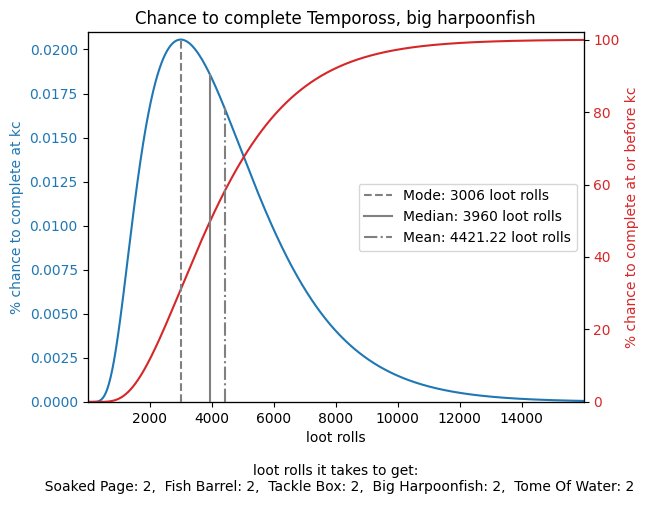 Chance to complete Tempoross, big harpoonfish
% chance to complete at kc
0.0200
0.0175
0.0150
0.0125
0.0100
0.0075
0.0050
0.0025
0.0000
2000 4000 6000 8000 10000 12000 14000
loot rolls
Mode: 3006 loot rolls
Median: 3960 loot rolls
Mean: 4421.22 loot rolls
100
80
60
40
20
0
% chance to complete at or before kc
loot rolls it takes to get:
Soaked Page: 2, Fish Barrel: 2, Tackle Box: 2, Big Harpoonfish: 2, Tome Of Water: 2